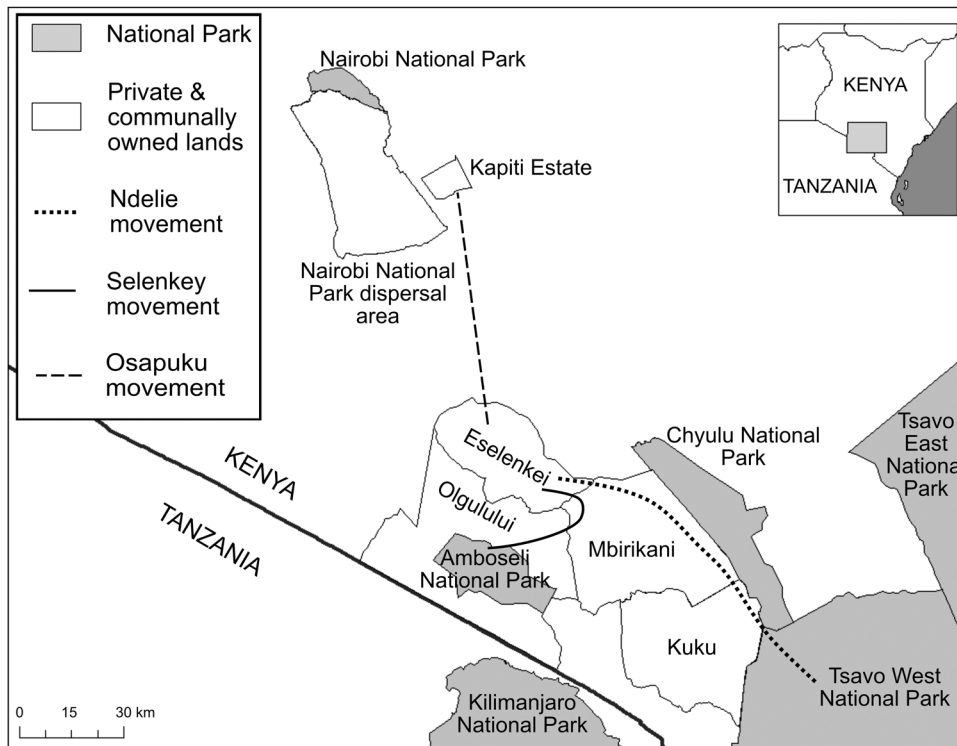 National Park
Private &
communally
owned lands
Ndelie
movement
Selenkey
movement
Osapuku
movement
Nairobi National Park
Kapiti Estate
Nairobi National
Park dispersal
area
KENYA
TANZANIA
Eselenkei
Olgululului
Amboseli
National Park
Mbirikani
Chyulu National
Park
Tsavo
East
National
Park
KENYA
TANZANIA
Kuku
Tsavo West
National Park
Kilimanjaro
National Park
0 15 30 km